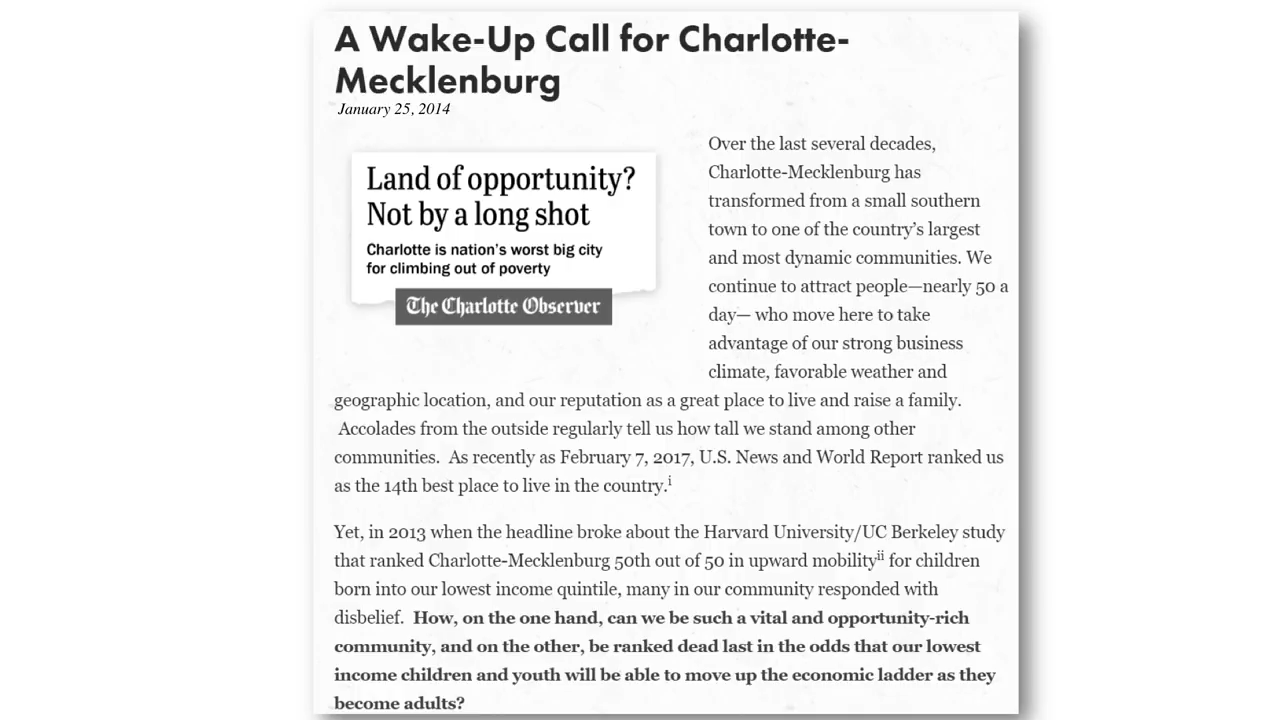 A Wake-Up Call for Charlotte-
Mecklenburg
January 25, 2014
Land of opportunity?
Not by a long shot
Charlotte is nation's worst big city
for climbing out of poverty
The Charlotte Observer
Over the last several decades,
Charlotte-Mecklenburg has
transformed from a small southern
town to one of the country's largest
and most dynamic communities. We
continue to attract people—nearly 50 a
day— who move here to take
advantage of our strong business
climate, favorable weather and
geographic location, and our reputation as a great place to live and raise a family.
Accolades from the outside regularly tell us how tall we stand among other
communities. As recently as February 7, 2017, U.S. News and World Report ranked us
as the 14th best place to live in the country.i
Yet, in 2013 when the headline broke about the Harvard University/UC Berkeley study
that ranked Charlotte-Mecklenburg 50th out of 50 in upward mobilityii for children
born into our lowest income quintile, many in our community responded with
disbelief. How, on the one hand, can we be such a vital and opportunity-rich
community, and on the other, be ranked dead last in the odds that our lowest
income children and youth will be able to move up the economic ladder as they
become adults?